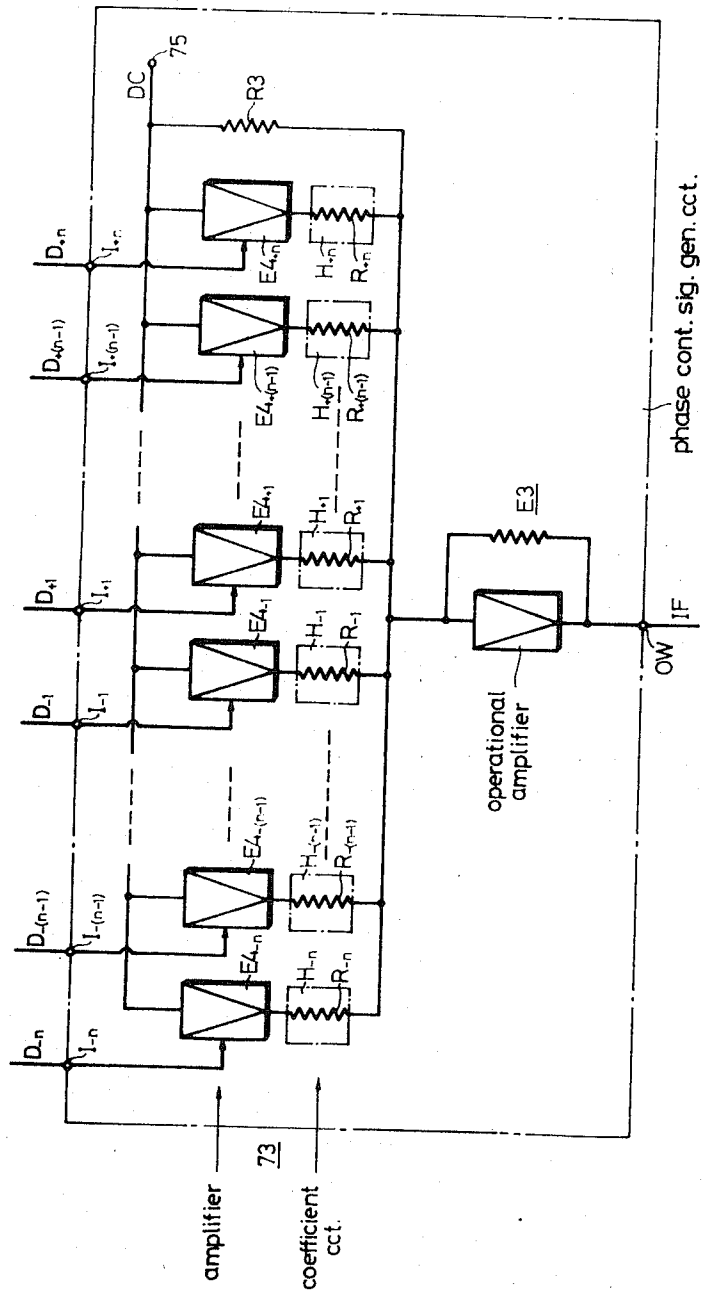 D-n
D-(n-1)
D-1
D+1
D+(n-1)
D+n
I-n
I-(n-1)
I-1
I+1
I+(n-1)
I+n
DC
75
R3
amplifier
E4-n
E4-(n-1)
E4-1
E4+1
E4+(n-1)
E4+n
73
coefficient
cct.
H-n
R-n
H-(n-1)
R-(n-1)
H-1
R-1
H+1
R+1
H+(n-1)
R+(n-1)
H+n
R+n
operational
amplifier
E3
OW
IF
phase cont. sig. gen. cct.